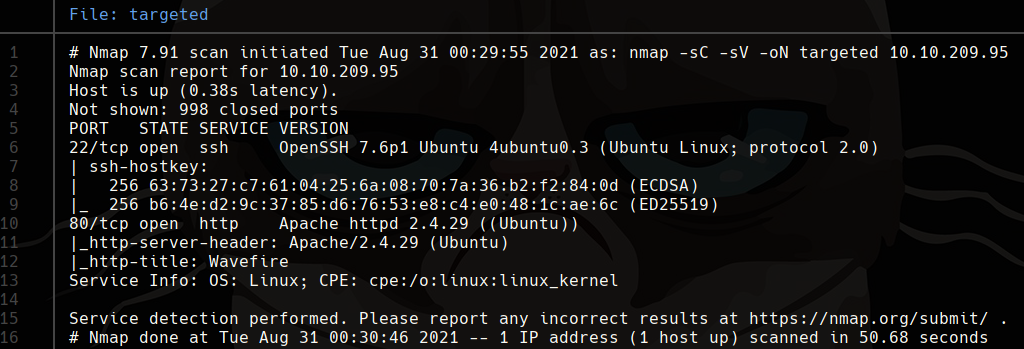 File: targeted
1 # Nmap 7.91 scan initiated Tue Aug 31 00:29:55 2021 as: nmap -sC -sV -oN targeted 10.10.209.95
2 Nmap scan report for 10.10.209.95
3 Host is up (0.38s latency).
4 Not shown: 998 closed ports
5 PORT   STATE SERVICE VERSION
6 22/tcp open  ssh     OpenSSH 7.6p1 Ubuntu 4ubuntu0.3 (Ubuntu Linux; protocol 2.0)
7 | ssh-hostkey:
8 |   256 63:73:27:c7:61:04:25:6a:08:70:7a:36:b2:f2:84:0d (ECDSA)
9 |_  256 b6:4e:d2:9c:37:85:d6:76:53:e8:c4:e0:48:1c:ae:6c (ED25519)
10 80/tcp open  http    Apache httpd 2.4.29 ((Ubuntu))
11 |_http-server-header: Apache/2.4.29 (Ubuntu)
12 |_http-title: Wavefire
13 Service Info: OS: Linux; CPE: cpe:/o:linux:linux_kernel
14
15 Service detection performed. Please report any incorrect results at https://nmap.org/submit/ .
16 # Nmap done at Tue Aug 31 00:30:46 2021 -- 1 IP address (1 host up) scanned in 50.68 seconds